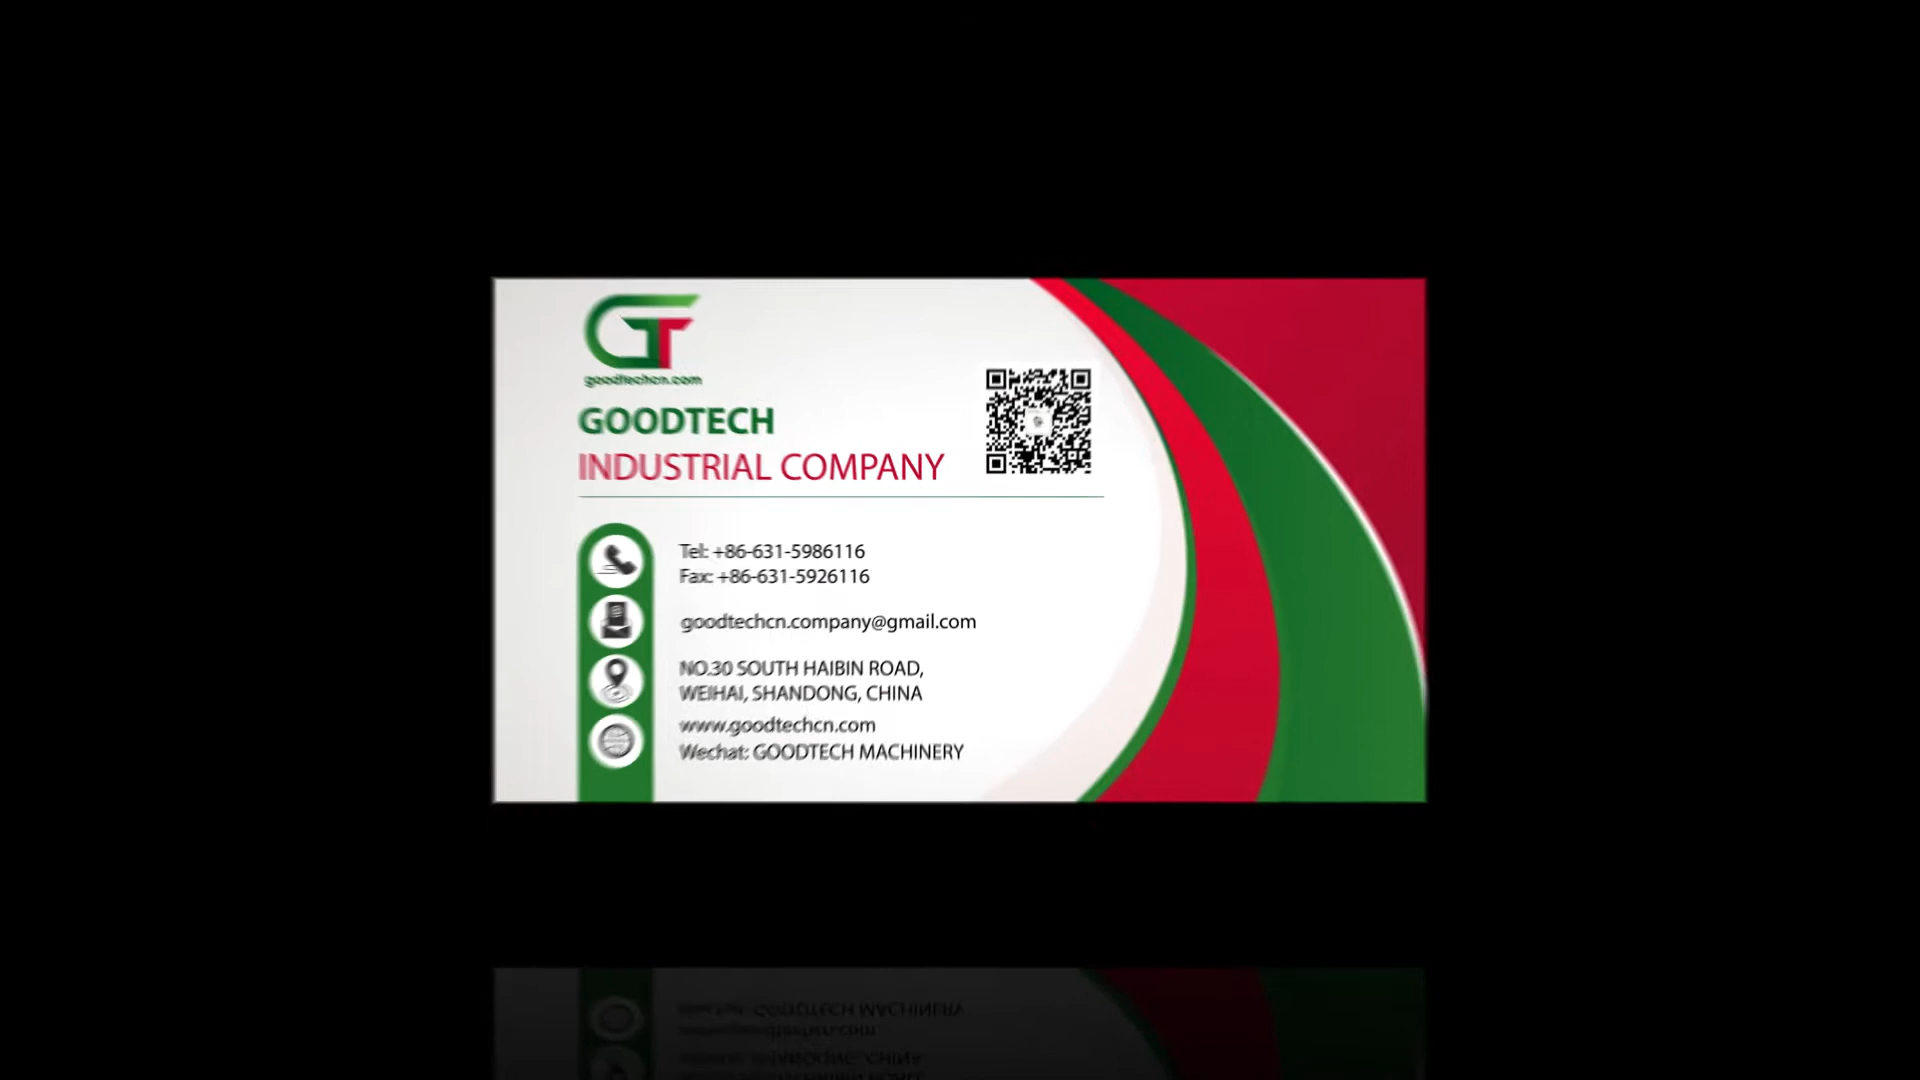 GT
goodtechcn.com
GOODTECH
INDUSTRIAL COMPANY
Tel: +86-631-5986116
Fax: +86-631-5926116
goodtechcn.company@gmail.com
NO.30 SOUTH HAIBIN ROAD,
WEIHAI, SHANDONG, CHINA
www.goodtechcn.com
Wechat: GOODTECH MACHINERY